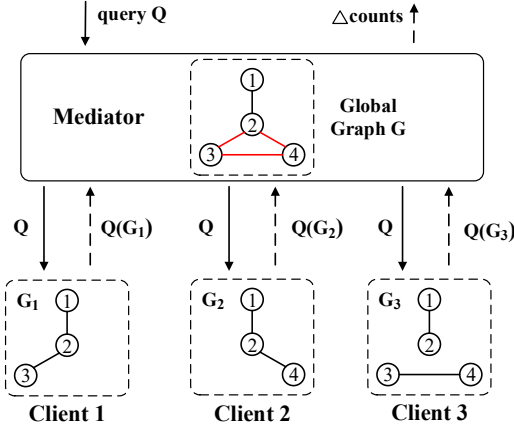 query Q
△counts
Mediator
Global
Graph G
1
2
3 4
Q Q(G1) Q Q(G2) Q Q(G3)
G1 1
2
3
G2 1
2
4
G3 1
2
3 4
Client 1 Client 2 Client 3